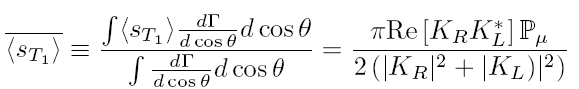 \overline{\langle s_{T_1} \rangle} \equiv \frac{\int \langle s_{T_1} \rangle \frac{d\Gamma}{d\cos\theta} d\cos\theta}{\int \frac{d\Gamma}{d\cos\theta} d\cos\theta} = \frac{\pi \mathrm{Re}\left[K_R K_L^*\right] \mathbb{P}_\mu}{2\left(|K_R|^2 + |K_L)|^2\right)}